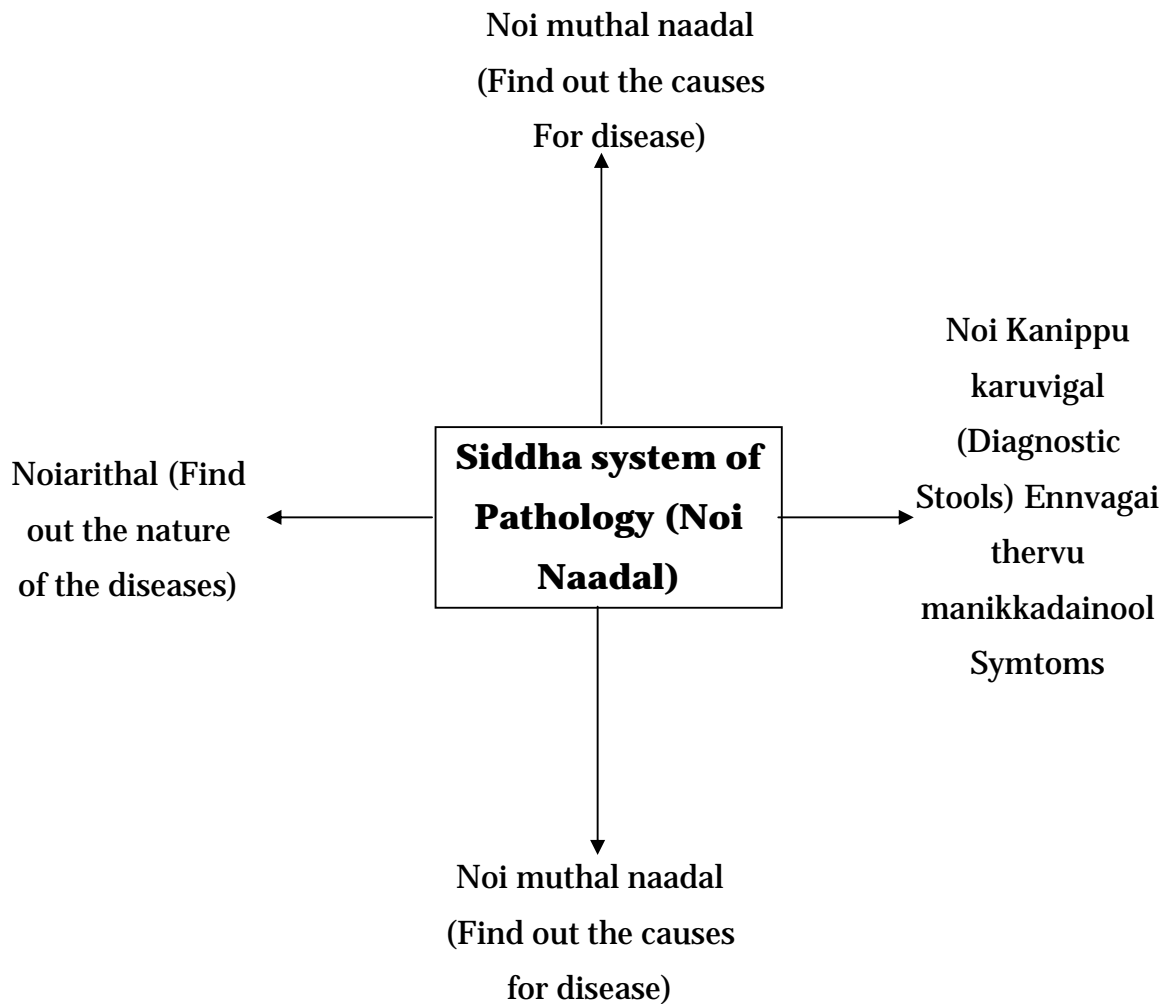 Noi muthal naadal
(Find out the causes
For disease)
Noi Kanippu
karuvigal
(Diagnostic
Stools) Ennvagai
thervu
manikkadainool
Symtoms
Siddha system of
Pathology (Noi
Naadal)
Noiarithal (Find
out the nature
of the diseases)
Noi muthal naadal
(Find out the causes
for disease)